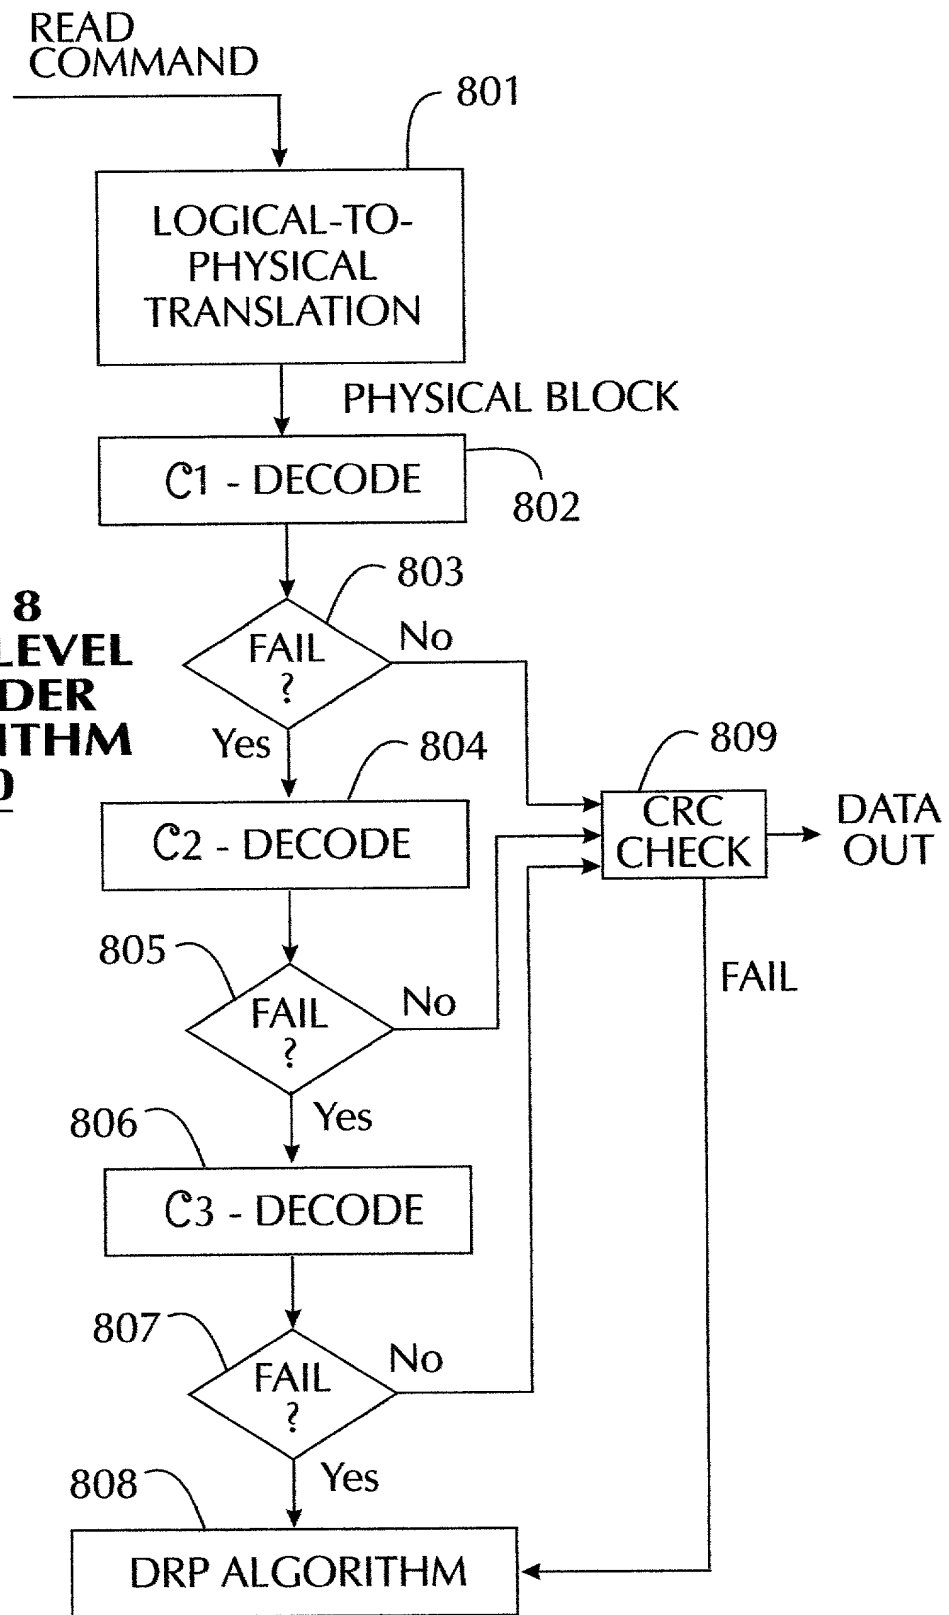 READ
COMMAND
801
LOGICAL-TO-
PHYSICAL
TRANSLATION
PHYSICAL BLOCK
C1 - DECODE
802
803
FAIL
?
No
8
LEVEL
DER
ITHM
Yes
804
809
C2 - DECODE
CRC
CHECK
DATA
OUT
805
FAIL
?
No
FAIL
Yes
806
C3 - DECODE
807
FAIL
?
No
Yes
808
DRP ALGORITHM